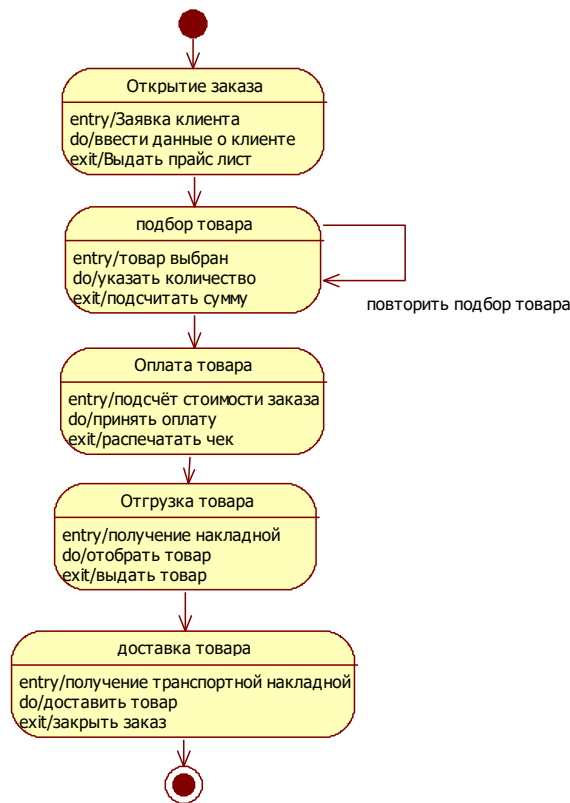 Открытие заказа
entry/Заявка клиента
do/ввести данные о клиенте
exit/Выдать прайс лист
подбор товара
entry/товар выбран
do/указать количество
exit/подсчитать сумму
повторить подбор товара
Оплата товара
entry/подсчёт стоимости заказа
do/принять оплату
exit/распечатать чек
Отгрузка товара
entry/получение накладной
do/отобрать товар
exit/выдать товар
доставка товара
entry/получение транспортной накладной
do/доставить товар
exit/закрыть заказ